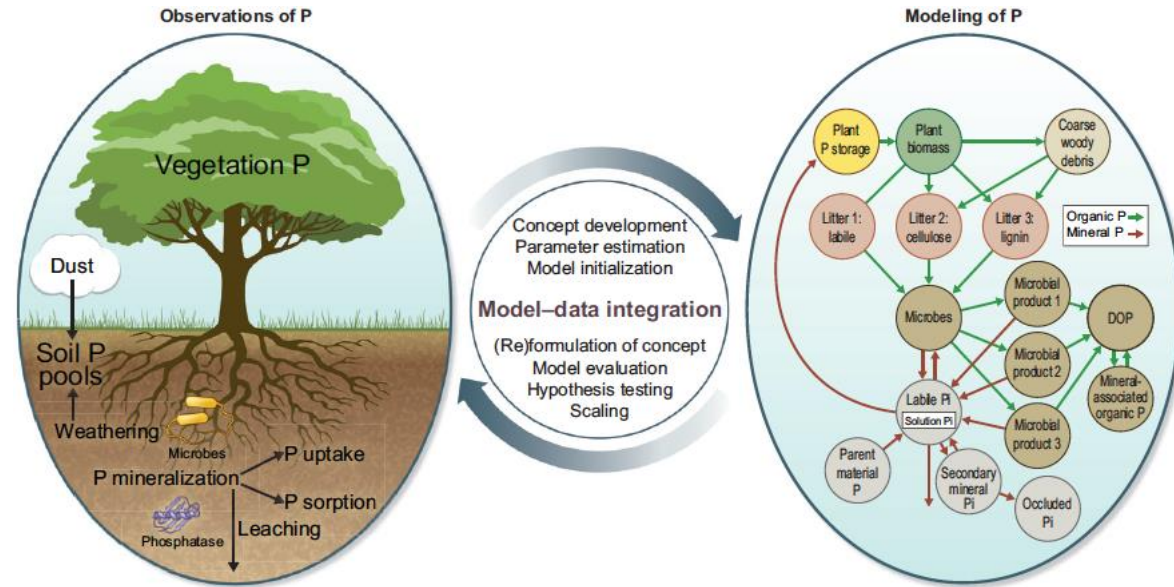 Observations of P
Modeling of P
Vegetation P
Dust
Soil P
pools
Weathering
Microbes
P mineralization
P uptake
P sorption
Leaching
Phosphatase
Concept development
Parameter estimation
Model initialization
Model–data integration
(Re)formulation of concept
Model evaluation
Hypothesis testing
Scaling
Plant
P storage
Plant
biomass
Coarse
woody
debris
Litter 1:
labile
Litter 2:
cellulose
Litter 3:
lignin
Organic P
Mineral P
Microbes
Microbial
product 1
DOP
Microbial
product 2
Mineral-
associated
organic P
Labile Pi
Solution Pi
Microbial
product 3
Parent
material
P
Secondary
mineral
Pi
Occluded
Pi